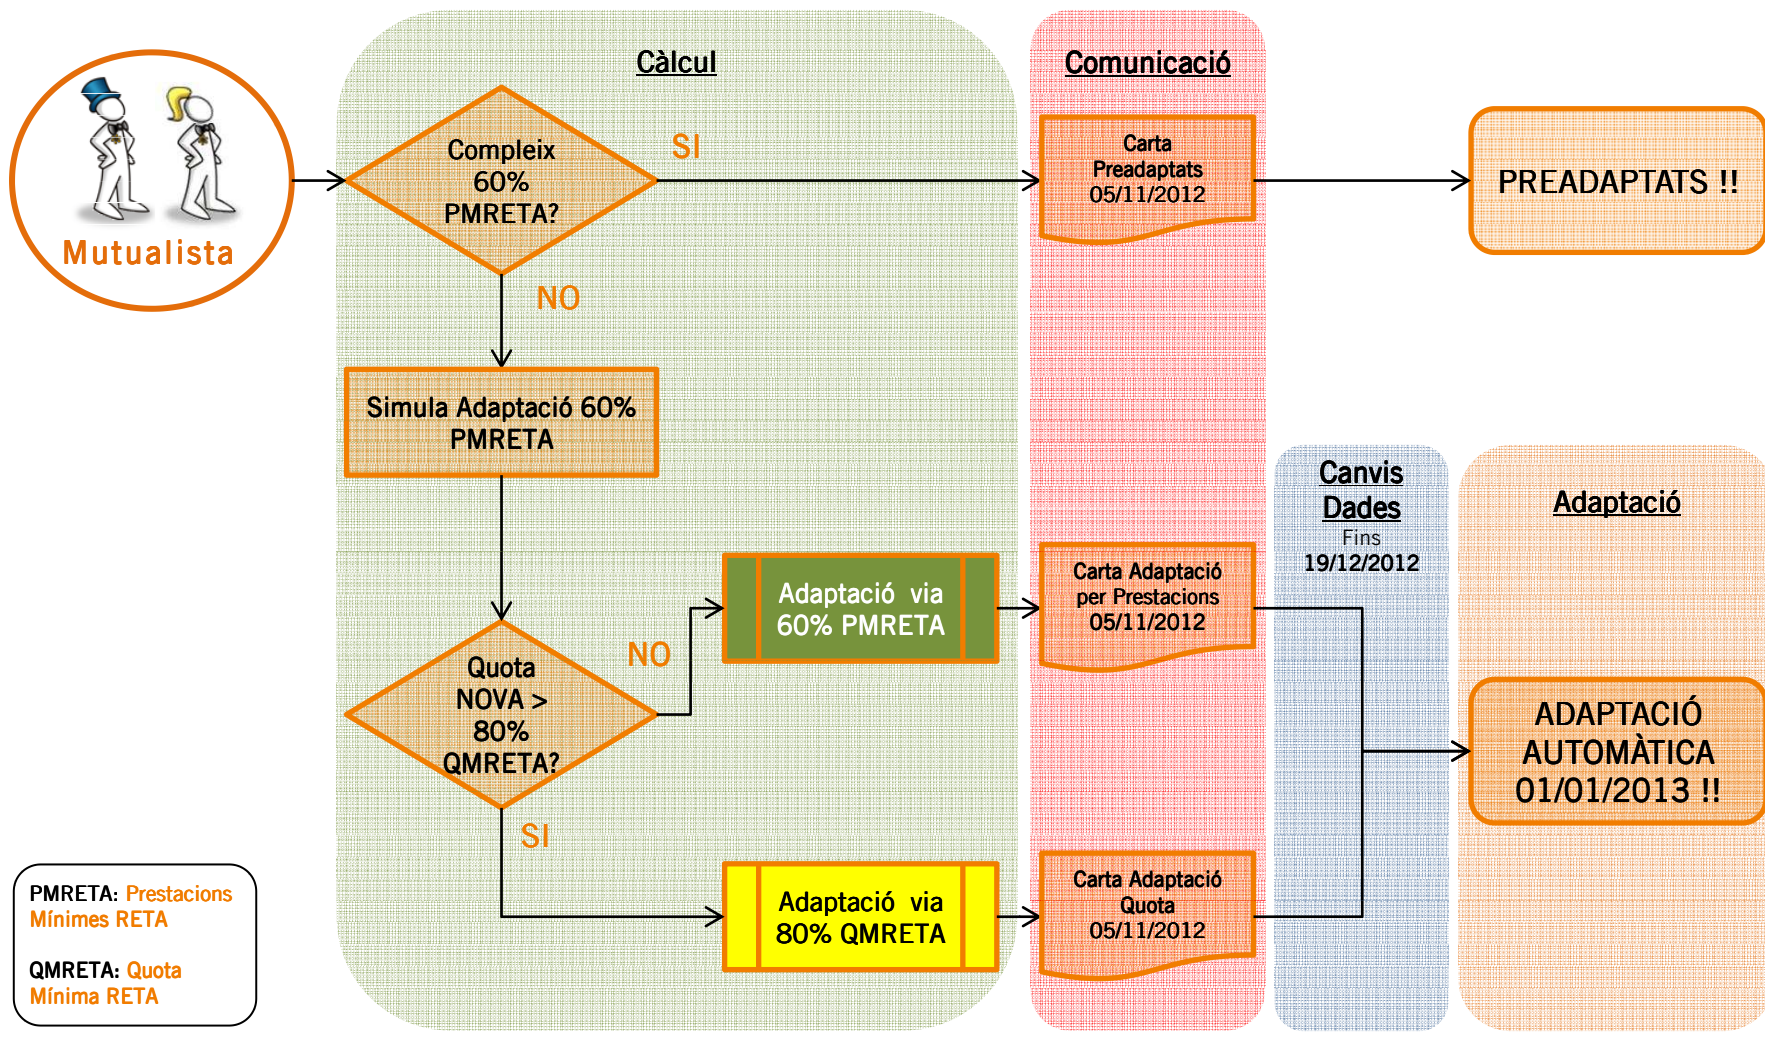 Càlcul
Comunicació
Mutualista
Compleix
60%
PMRETA?
SI
Carta
Preadaptats
05/11/2012
PREADAPTATS !!
NO
Simula Adaptació 60%
PMRETA
Canvis
Dades
Fins
19/12/2012
Adaptació
Quota
NOVA >
80%
QMRETA?
NO
Adaptació via
60% PMRETA
Carta Adaptació
per Prestacions
05/11/2012
ADAPTACIÓ
AUTOMÀTICA
01/01/2013 !!
SI
Adaptació via
80% QMRETA
Carta Adaptació
Quota
05/11/2012
PMRETA: Prestacions
Mínimes RETA
QMRETA: Quota
Mínima RETA